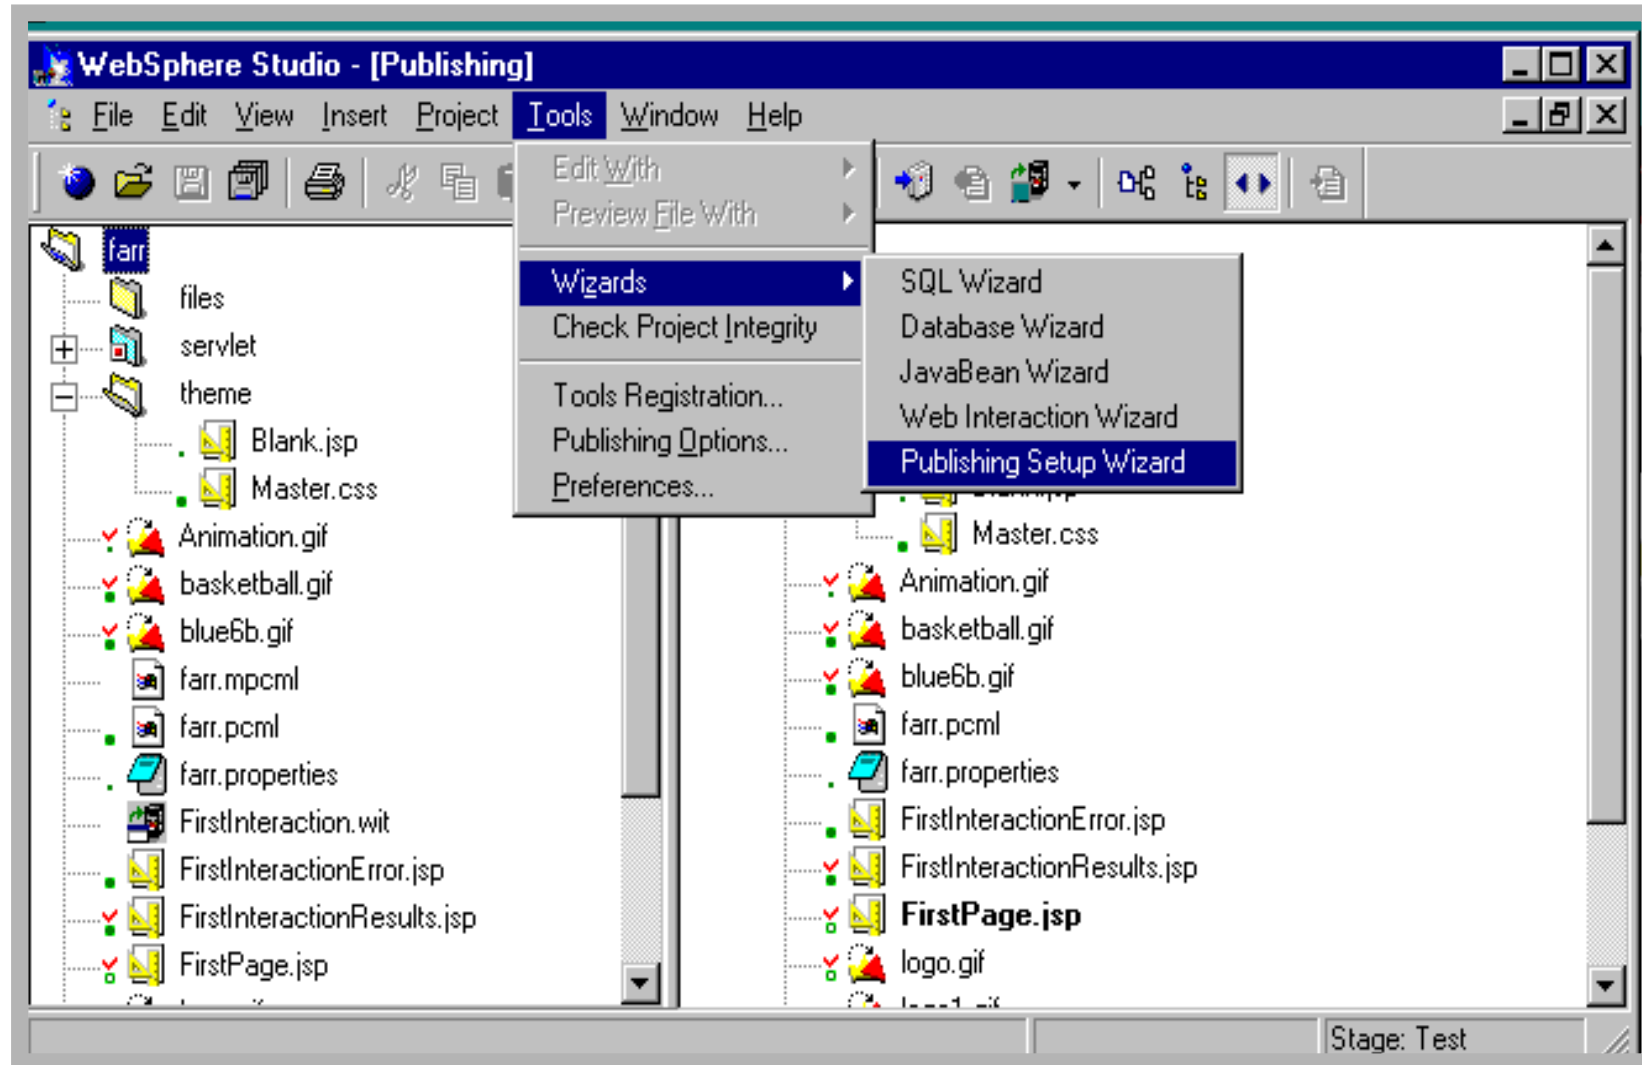 WebSphere Studio - [Publishing]
File Edit View Insert Project Tools Window Help
Edit With
Preview File With
Wizards
Check Project Integrity
Tools Registration...
Publishing Options...
Preferences...
SQL Wizard
Database Wizard
JavaBean Wizard
Web Interaction Wizard
Publishing Setup Wizard
farr
files
servlet
theme
Blank.jsp
Master.css
Animation.gif
basketball.gif
blue6b.gif
farr.mpcml
farr.pcml
farr.properties
FirstInteraction.wit
FirstInteractionError.jsp
FirstInteractionResults.jsp
FirstPage.jsp
Master.css
Animation.gif
basketball.gif
blue6b.gif
farr.pcml
farr.properties
FirstInteractionError.jsp
FirstInteractionResults.jsp
FirstPage.jsp
logo.gif
Stage: Test